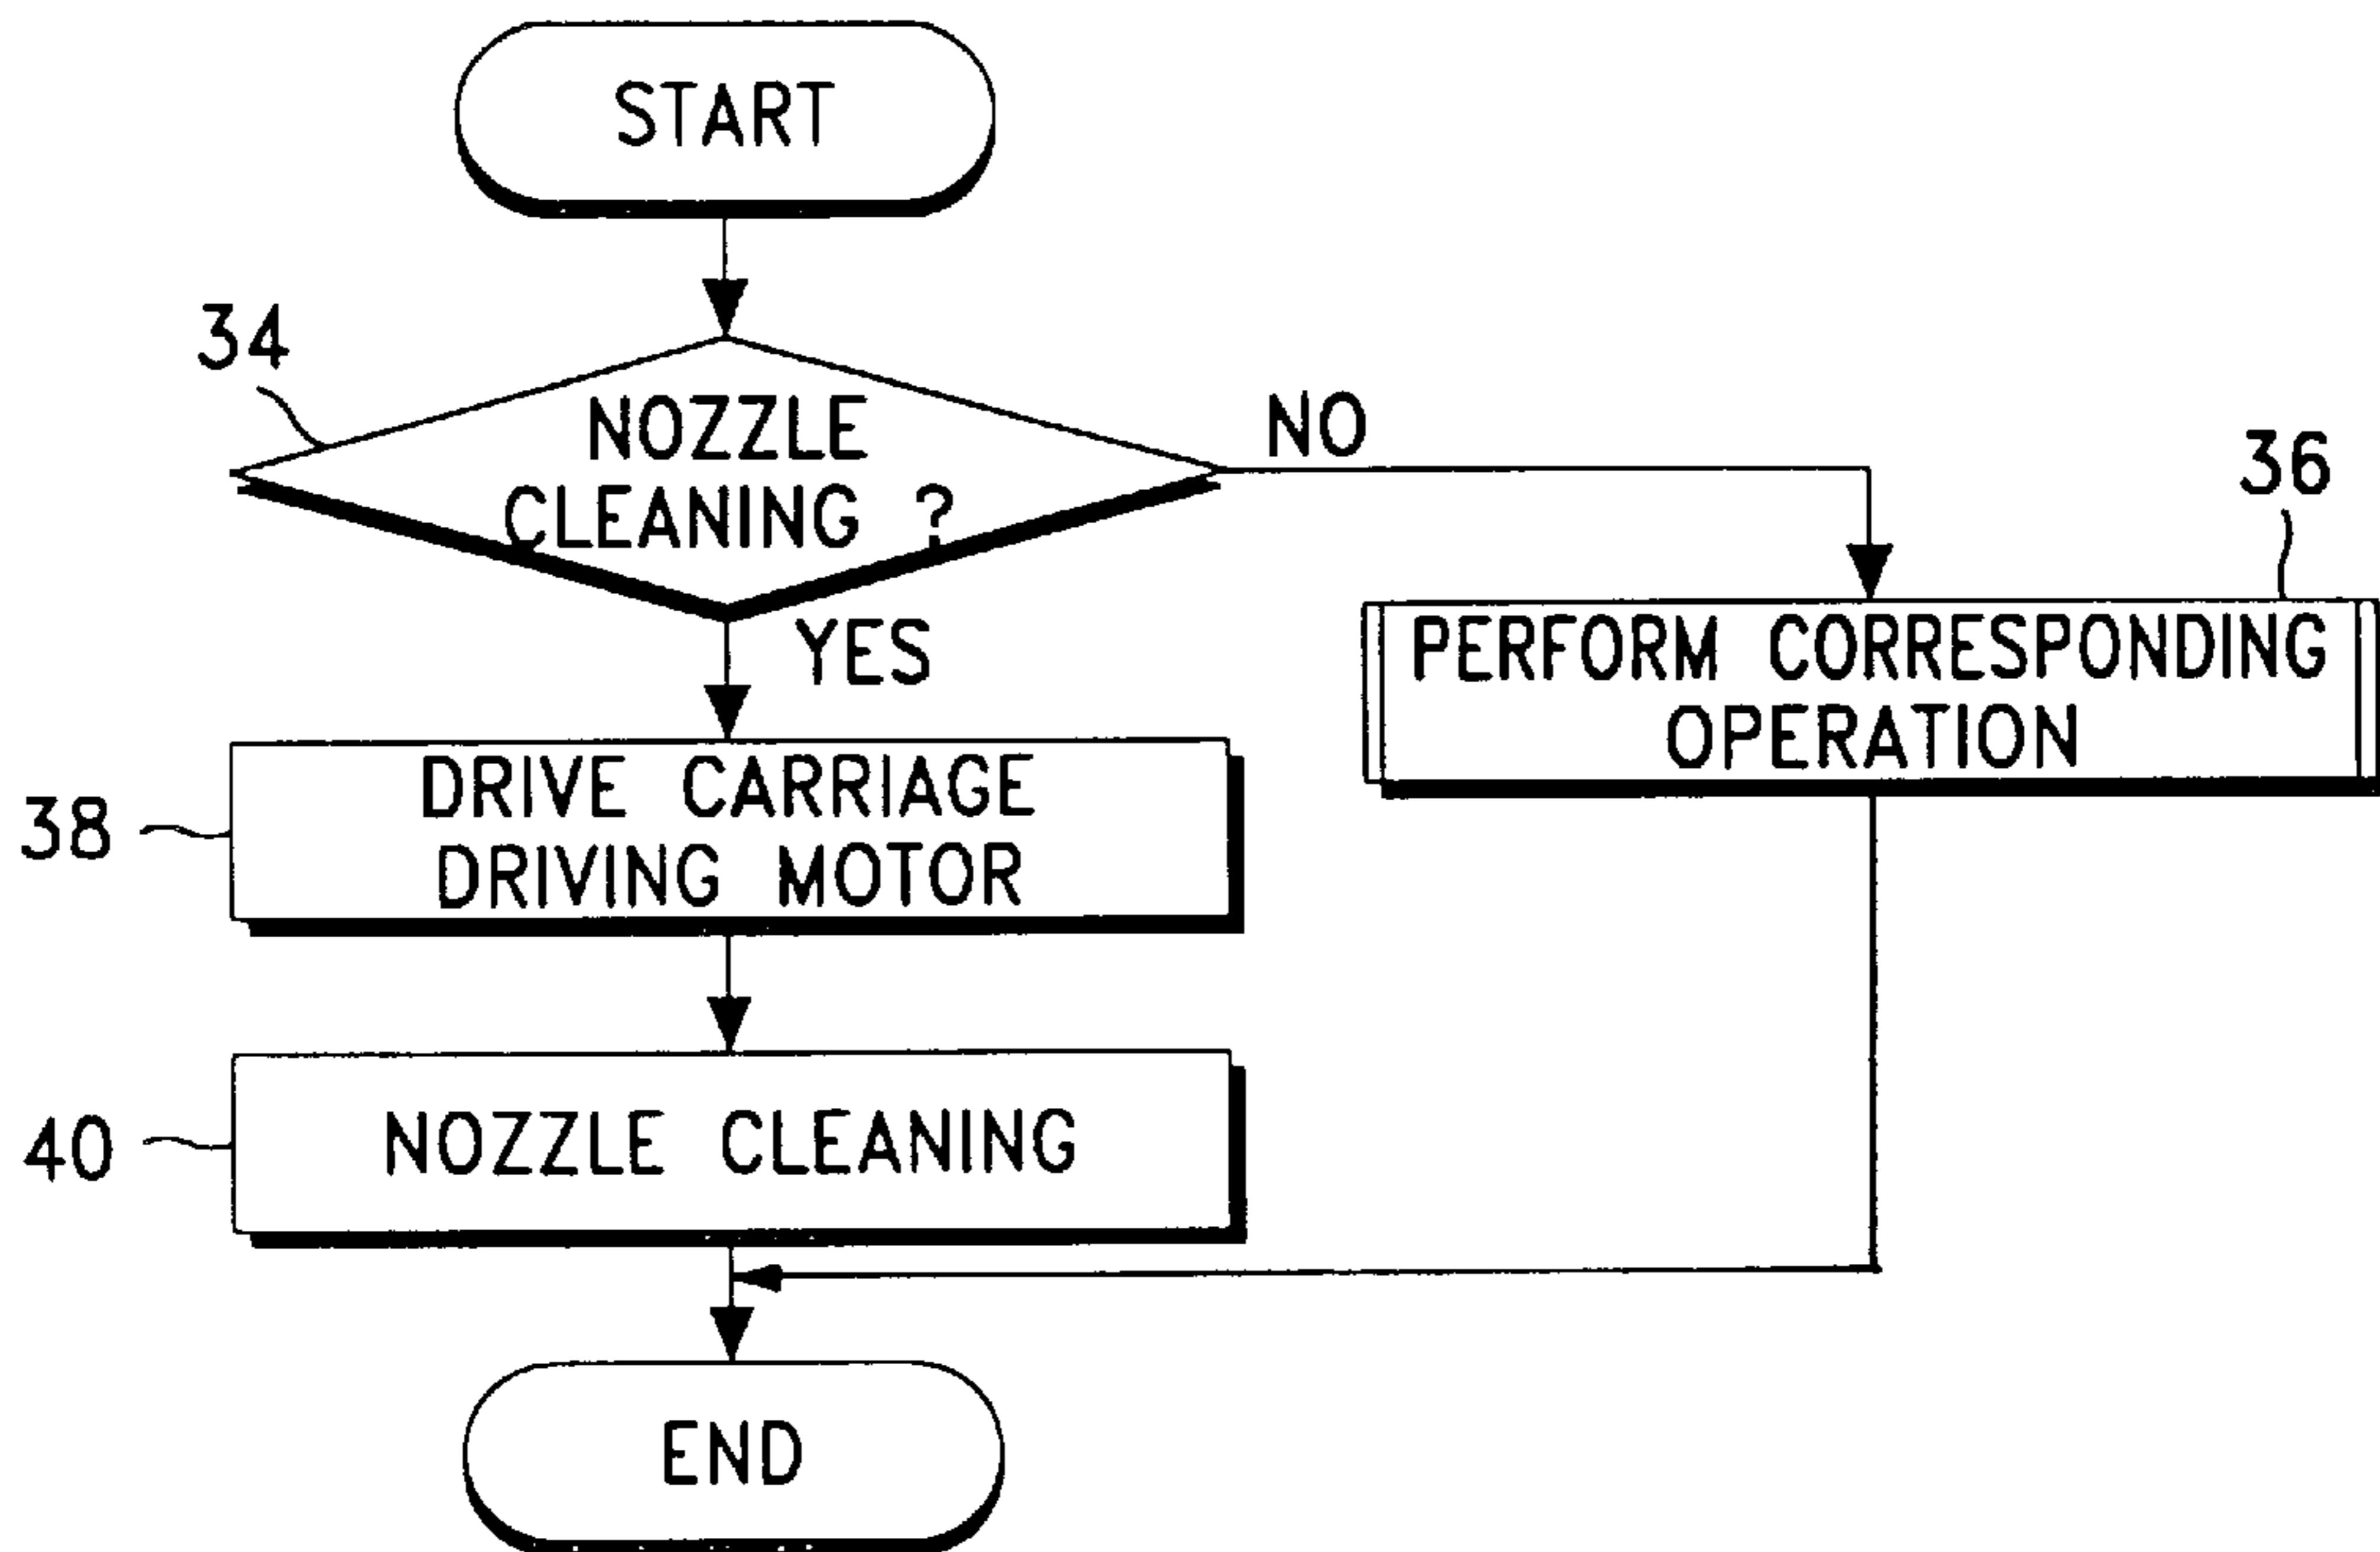 START
34
NOZZLE
CLEANING ?
NO
36
YES
PERFORM CORRESPONDING
OPERATION
38
DRIVE CARRIAGE
DRIVING MOTOR
40
NOZZLE CLEANING
END